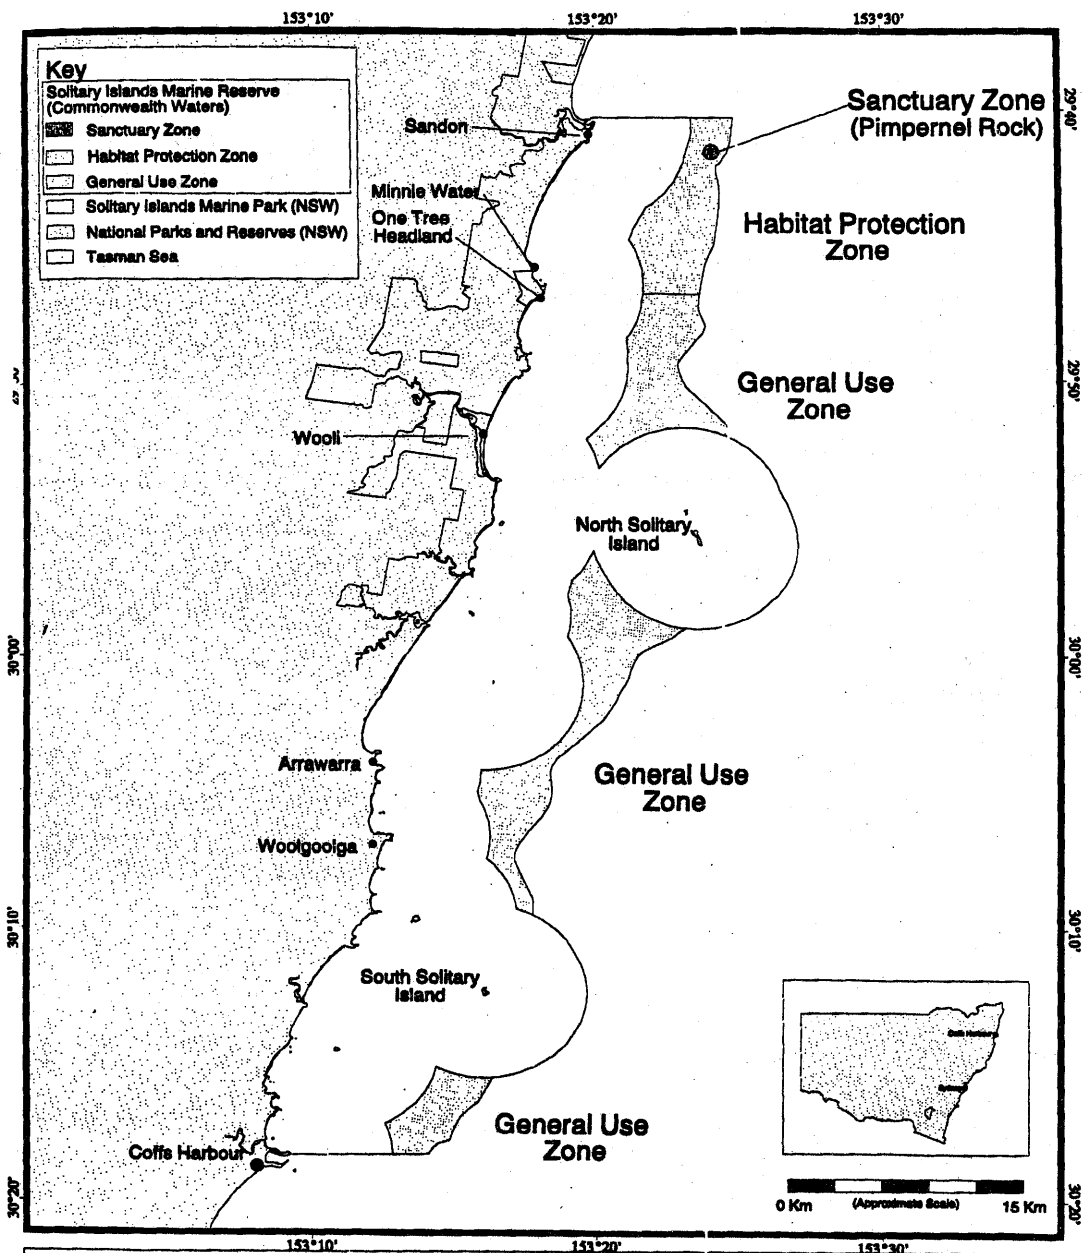 153°10'
153°20'
153°30'
Key
Solitary Islands Marine Reserve
(Commonwealth Waters)
Sanctuary Zone
Habitat Protection Zone
General Use Zone
Solitary Islands Marine Park (NSW)
National Parks and Reserves (NSW)
Tasman Sea
29°40'
Sanctuary Zone
(Pimpernel Rock)
Sandon
Minnie Water
One Tree
Headland
Habitat Protection
Zone
29°50'
General Use
Zone
Wooli
North Solitary
Island
30°00'
30°00'
Arrawarra
General Use
Zone
Woolgoolga
30°10'
30°10'
South Solitary
Island
Coffs Harbour
General Use
Zone
Coffs Harbour
0 Km
(Approximate Scale)
15 Km
30°20'
30°20'
153°10'
153°20'
153°30'